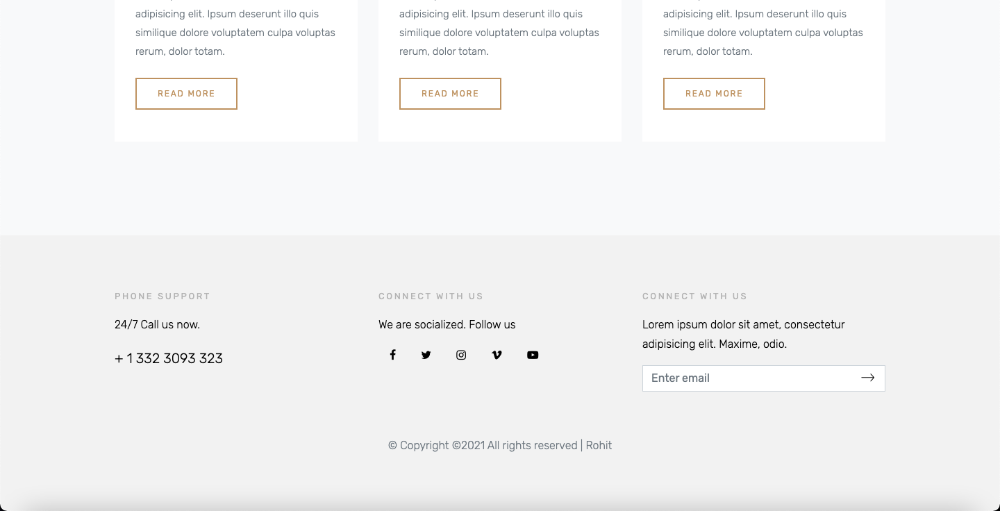 adipisicing elit. Ipsum deserunt illo quis
similique dolore voluptatem culpa voluptas
rerum, dolor totam.
READ MORE
adipisicing elit. Ipsum deserunt illo quis
similique dolore voluptatem culpa voluptas
rerum, dolor totam.
READ MORE
adipisicing elit. Ipsum deserunt illo quis
similique dolore voluptatem culpa voluptas
rerum, dolor totam.
READ MORE
PHONE SUPPORT
24/7 Call us now.
+ 1 332 3093 323
CONNECT WITH US
We are socialized. Follow us
CONNECT WITH US
Lorem ipsum dolor sit amet, consectetur
adipisicing elit. Maxime, odio.
Enter email
© Copyright ©2021 All rights reserved | Rohit